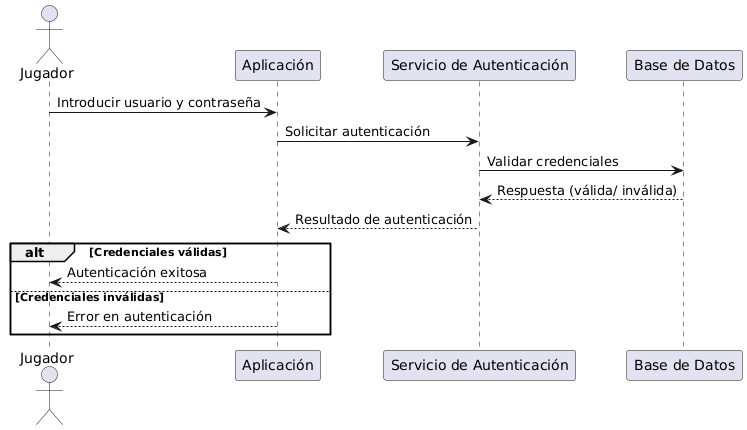 Jugador
Aplicación
Servicio de Autenticación
Base de Datos
Introducir usuario y contraseña
Solicitar autenticación
Validar credenciales
Respuesta (válida/ inválida)
Resultado de autenticación
alt
[Credenciales válidas]
Autenticación exitosa
[Credenciales inválidas]
Error en autenticación
Jugador
Aplicación
Servicio de Autenticación
Base de Datos